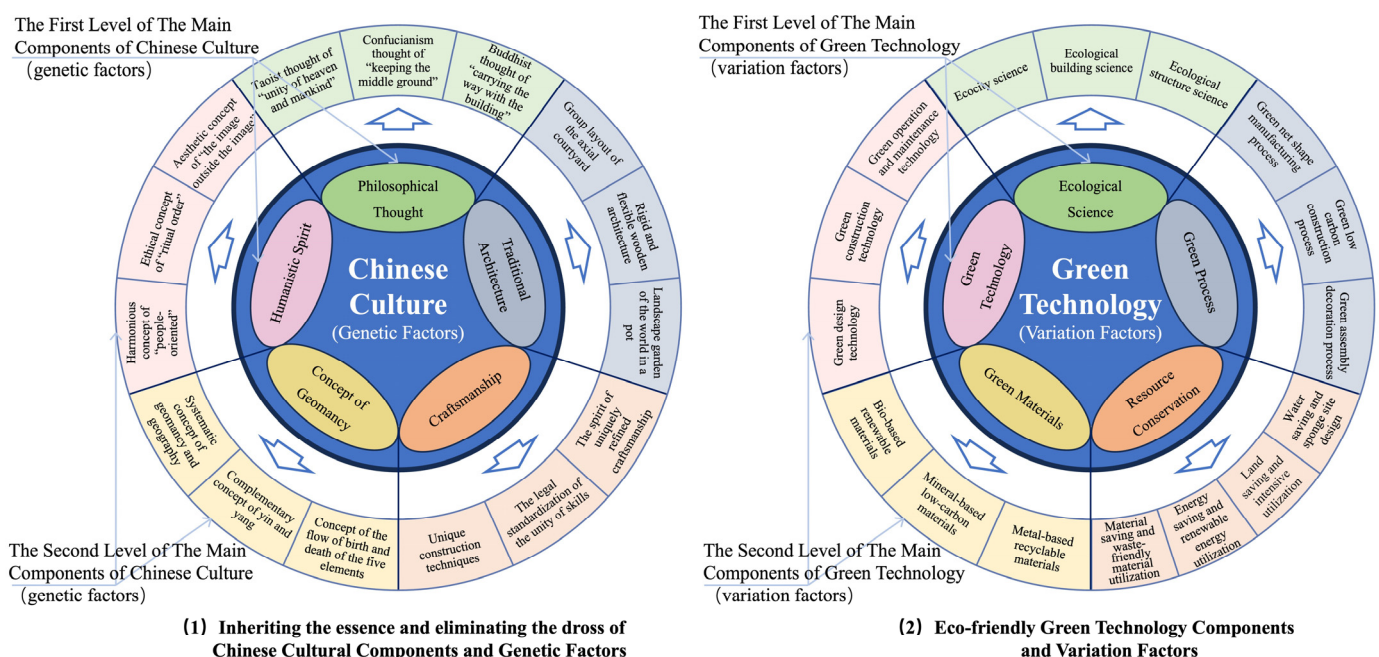 The First Level of The Main
Components of Chinese Culture
(genetic factors)
Taoist thought of
“unity of heaven
and mankind”
Confucianism
thought of
“keeping the
middle ground”
Buddhist
thought of
“carrying the
way with the
building”
Group layout of
the axial
courtyard
Rigid and
flexible wooden
architecture
Landscape garden
of the world in a
pot
The spirit of
uniquely
refined
craftsmanship
The legal
standardization of
the unity of skills
Unique
construction
techniques
Concept of the
flow of birth and
death of the five
elements
Complementary
concept of yin and
yang
Systematic
concept of
geomancy and
geography
Harmonious
concept of
“people-
oriented”
Ethical concept
of “ritual order”
Aesthetic concept
of “the image
outside the image”
Philosophical
Thought
Traditional
Architecture
Craftsmanship
Concept of
Geomancy
Humanistic Spirit
Chinese
Culture
(Genetic Factors)
The Second Level of The Main
Components of Chinese Culture
(genetic factors)
(1) Inheriting the essence and eliminating the dross of
Chinese Cultural Components and Genetic Factors
The First Level of The Main
Components of Green Technology
(variation factors)
Ecocity science
Ecological
building science
Ecological
structure science
Green net shape
manufacturing
process
Green low
carbon
construction
process
Green assembly
decoration process
Water
saving and
sponge site
design
Land
saving and
intensive
utilization
Energy
saving and
renewable
energy
utilization
Material
saving and
waste-
friendly
material
utilization
Metal-based
recyclable
materials
Mineral-based
low-carbon
materials
Bio-based
renewable
materials
Green design
technology
Green
construction
technology
Green operation
and maintenance
technology
Ecological
Science
Green Process
Resource
Conservation
Green Materials
Green
Technology
Green
Technology
(Variation Factors)
The Second Level of The Main
Components of Green Technology
(variation factors)
(2) Eco-friendly Green Technology Components
and Variation Factors